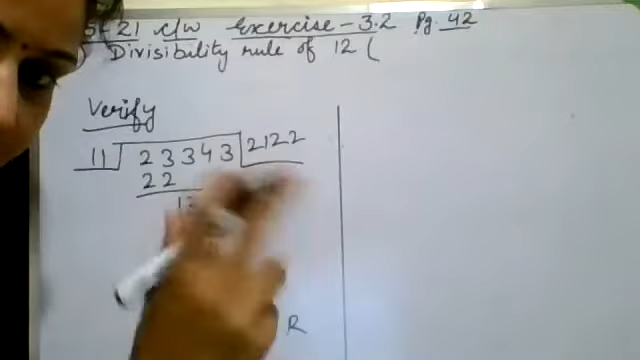 21 c/w Exercise-3.2 Pg. 42
) Divisibility rule of 12 (
Verify
11 23343 2122
22
R